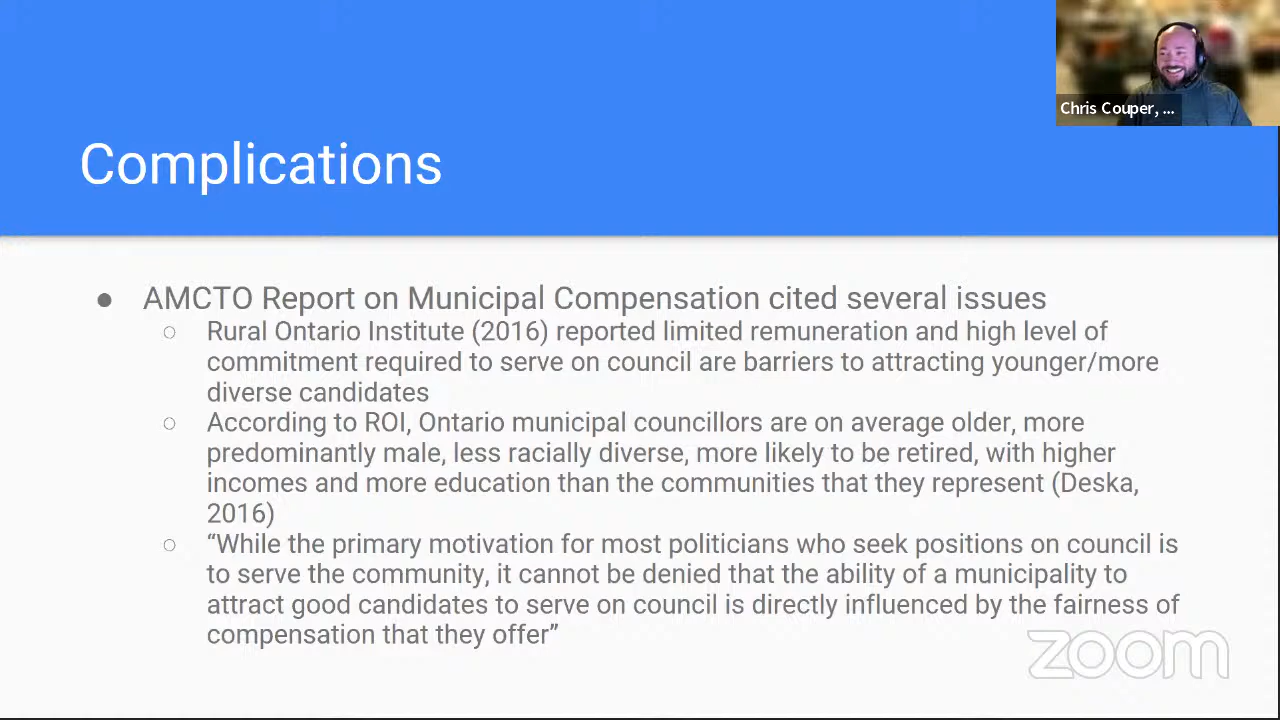 Chris Couper, ...
Complications
● AMCTO Report on Municipal Compensation cited several issues
○ Rural Ontario Institute (2016) reported limited remuneration and high level of
commitment required to serve on council are barriers to attracting younger/more
diverse candidates
○ According to ROI, Ontario municipal councillors are on average older, more
predominantly male, less racially diverse, more likely to be retired, with higher
incomes and more education than the communities that they represent (Deska,
2016)
○ “While the primary motivation for most politicians who seek positions on council is
to serve the community, it cannot be denied that the ability of a municipality to
attract good candidates to serve on council is directly influenced by the fairness of
compensation that they offer”
zoom